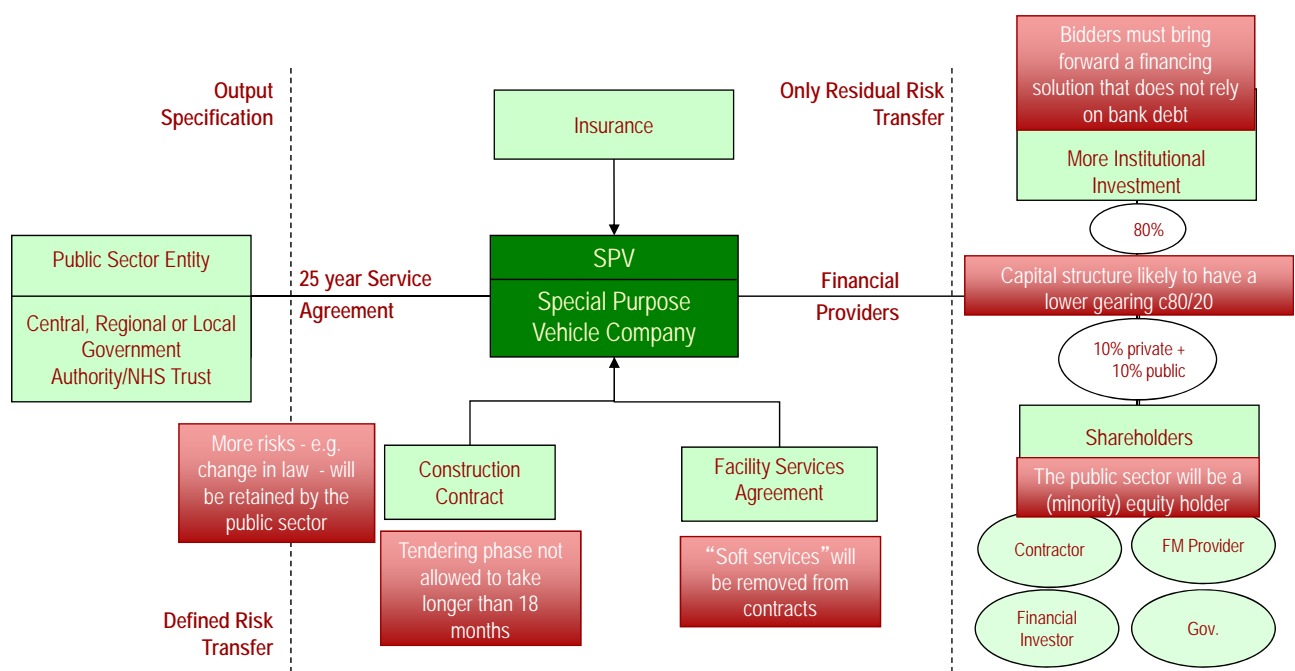 Output
Specification
Insurance
Only Residual Risk
Transfer
Bidders must bring
forward a financing
solution that does not rely
on bank debt
More Institutional
Investment
80%
Public Sector Entity
Central, Regional or Local
Government
Authority/NHS Trust
25 year Service
Agreement
SPV
Special Purpose
Vehicle Company
Financial
Providers
Capital structure likely to have a
lower gearing c80/20
10% private +
10% public
More risks - e.g.
change in law - will
be retained by the
public sector
Construction
Contract
Facility Services
Agreement
Shareholders
The public sector will be a
(minority) equity holder
Tendering phase not
allowed to take
longer than 18
months
“Soft services”will
be removed from
contracts
Contractor
FM Provider
Financial
Investor
Gov.
Defined Risk
Transfer